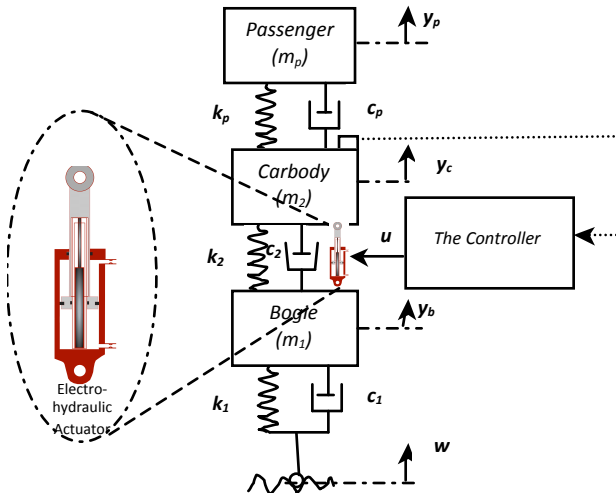 Passenger
(mp)
yp
kp
cp
Carbody
(m2)
yc
k2
c2
u
The Controller
Bogle
(m1)
yb
k1
c1
w
Electro-
hydraulic
Actuator